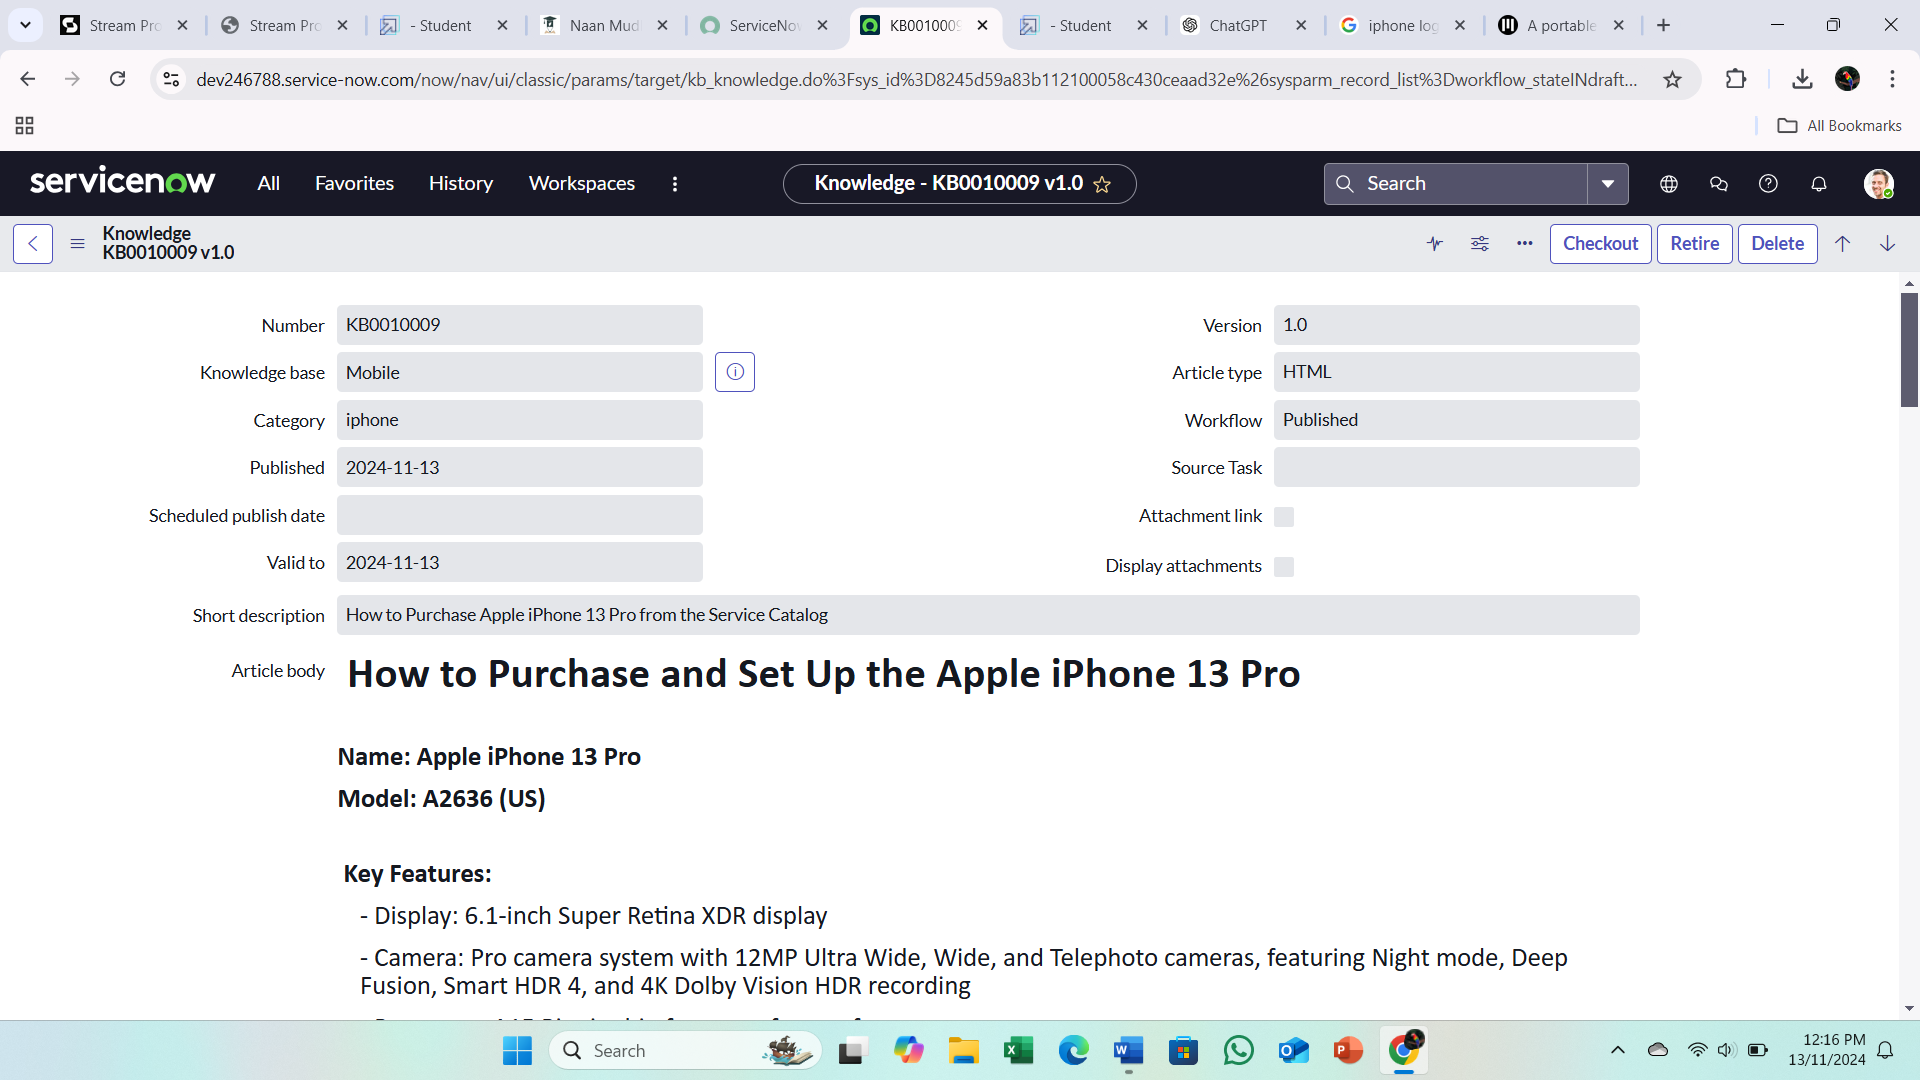 Stream Pro
Stream Pro
- Student
Naan Mud
ServiceNo
KB0010009
- Student
ChatGPT
iphone log
A portable
dev246788.service-now.com/now/nav/ui/classic/params/target/kb_knowledge.do%3Fsys_id%3D8245d59a83b112100058c430ceaad32e%26sysparm_record_list%3Dworkflow_stateINdraft...
All Bookmarks
servicenow
All
Favorites
History
Workspaces
Knowledge - KB0010009 v1.0
Search
Knowledge
KB0010009 v1.0
Checkout
Retire
Delete
Number
KB0010009
Version
1.0
Knowledge base
Mobile
Article type
HTML
Category
iphone
Workflow
Published
Published
2024-11-13
Source Task
Scheduled publish date
Attachment link
Valid to
2024-11-13
Display attachments
Short description
How to Purchase Apple iPhone 13 Pro from the Service Catalog
Article body
How to Purchase and Set Up the Apple iPhone 13 Pro
Name: Apple iPhone 13 Pro
Model: A2636 (US)
Key Features:
- Display: 6.1-inch Super Retina XDR display
- Camera: Pro camera system with 12MP Ultra Wide, Wide, and Telephoto cameras, featuring Night mode, Deep
Fusion, Smart HDR 4, and 4K Dolby Vision HDR recording
Search
12:16 PM
13/11/2024